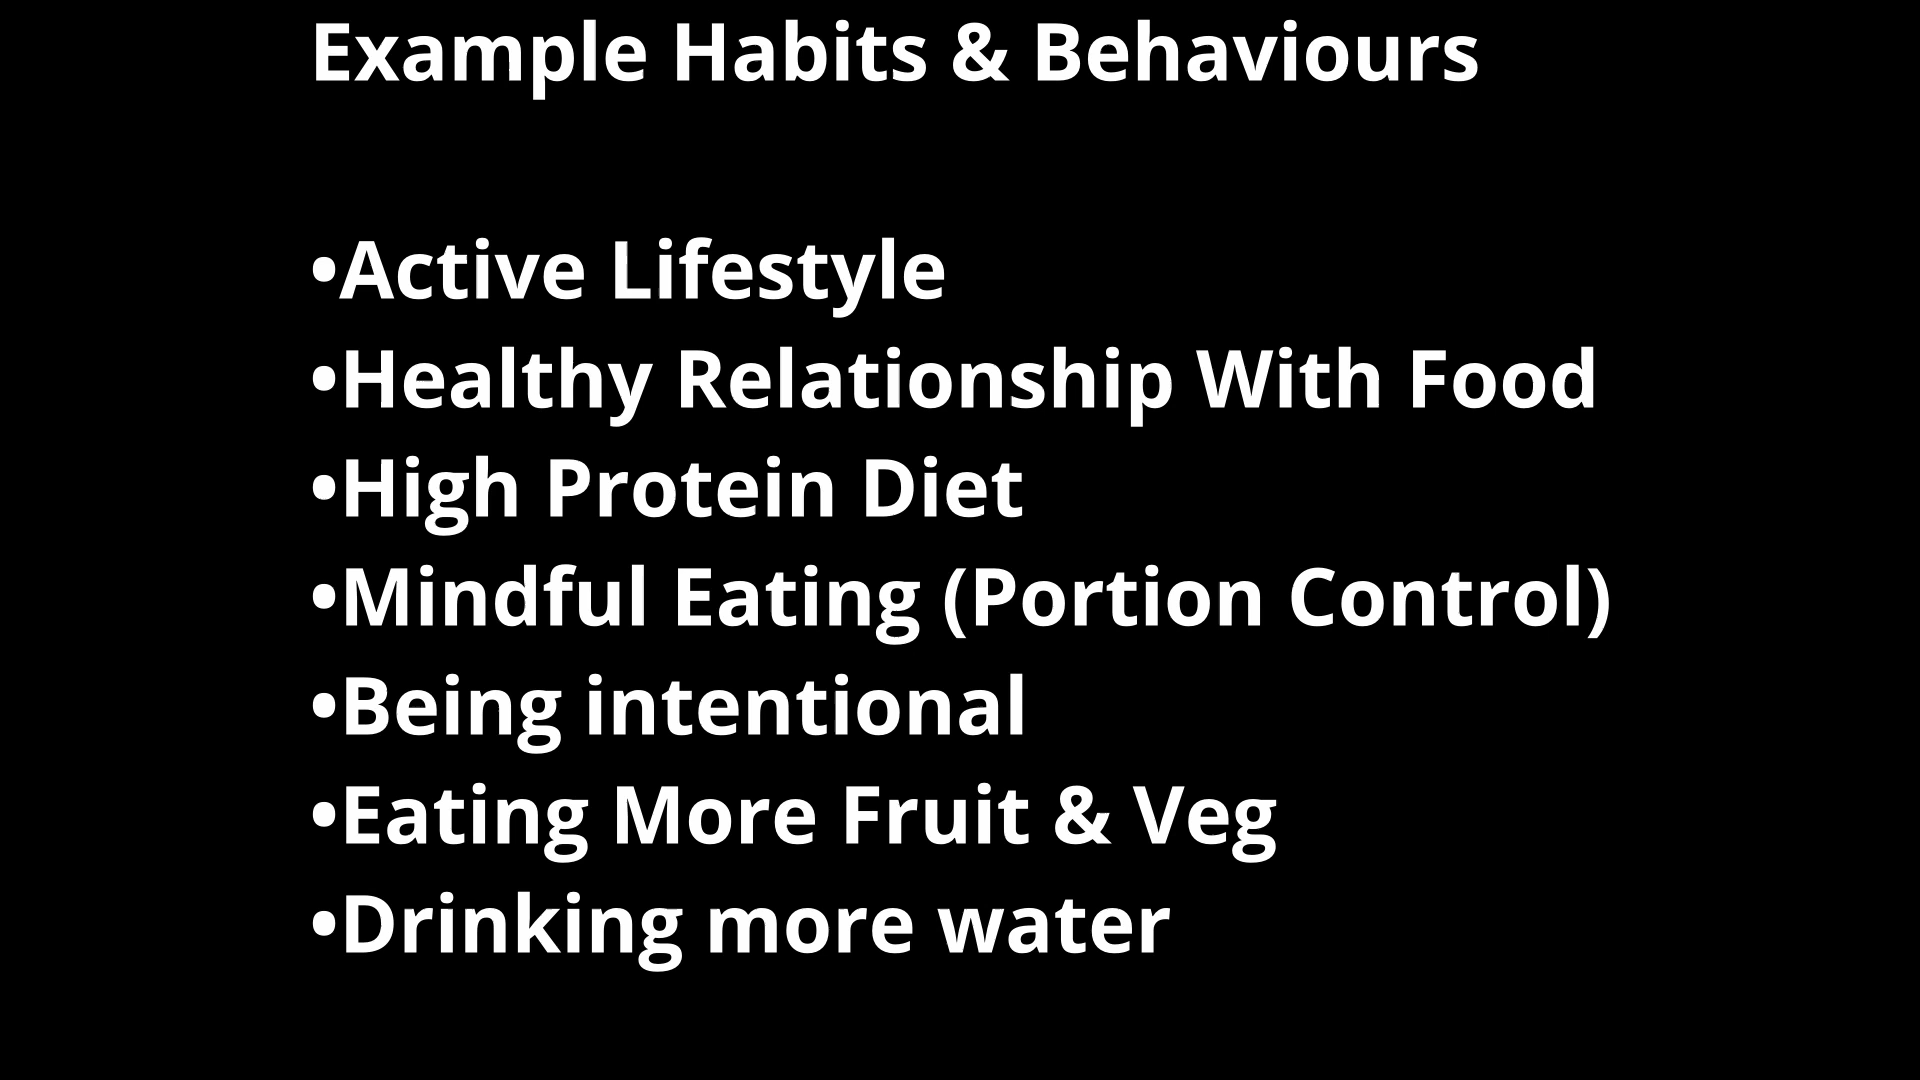 Example Habits & Behaviours
•Active Lifestyle
•Healthy Relationship With Food
•High Protein Diet
•Mindful Eating (Portion Control)
•Being intentional
•Eating More Fruit & Veg
•Drinking more water